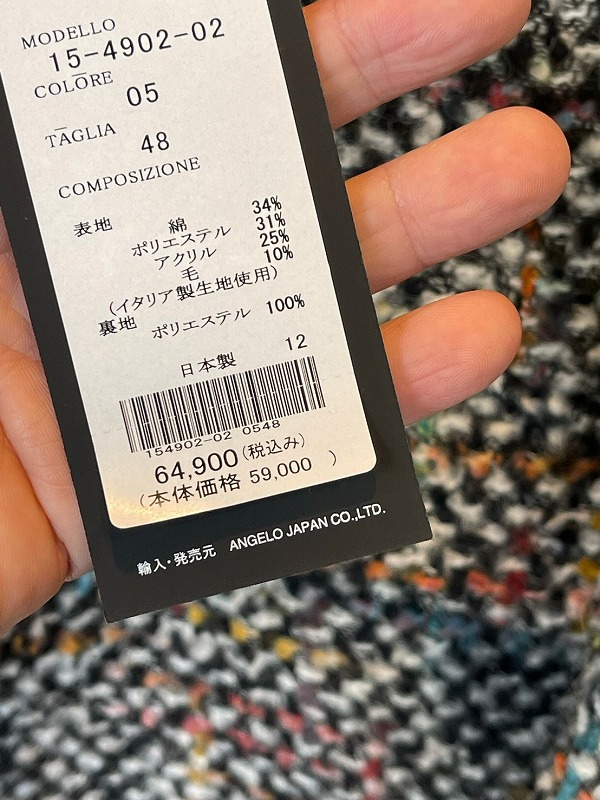 MODELLO
15-4902-02
COLORE
05
TAGLIA
48
COMPOSIZIONE
表地 綿 34%
ポリエステル 31%
アクリル 25%
毛 10%
(イタリア製生地使用)
裏地 ポリエステル 100%
日本製 12
154902-02 0548
64,900(税込み)
(本体価格 59,000 )
輸入・発売元 ANGELO JAPAN CO.,LTD.